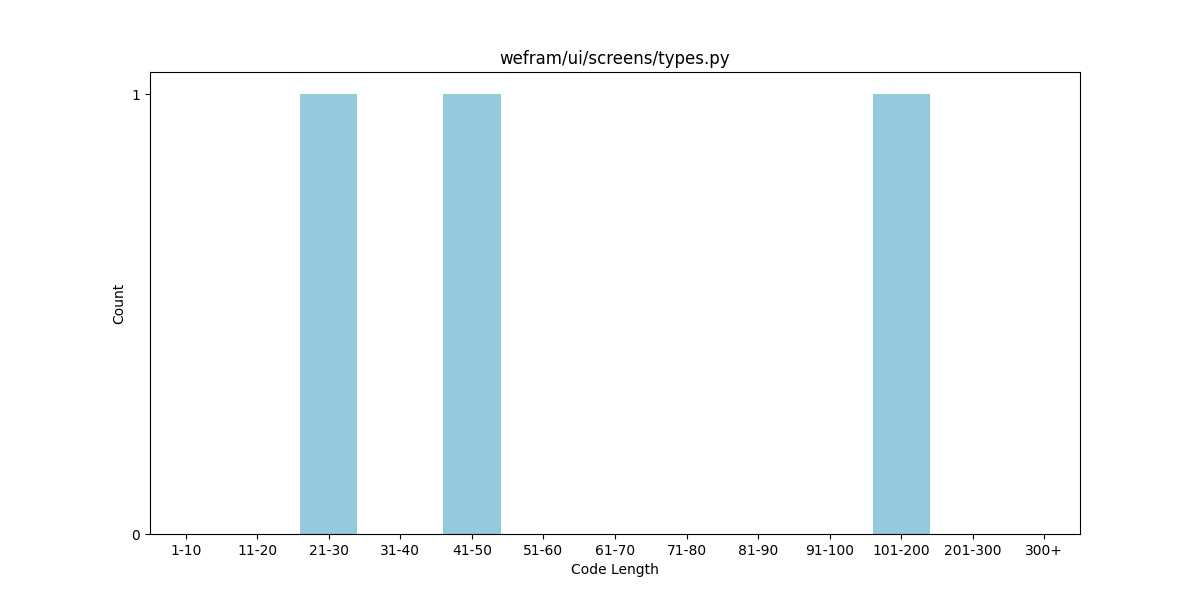 wefram/ui/screens/types.py
1
Count
0
1-10 11-20 21-30 31-40 41-50 51-60 61-70 71-80 81-90 91-100 101-200 201-300 300+
Code Length